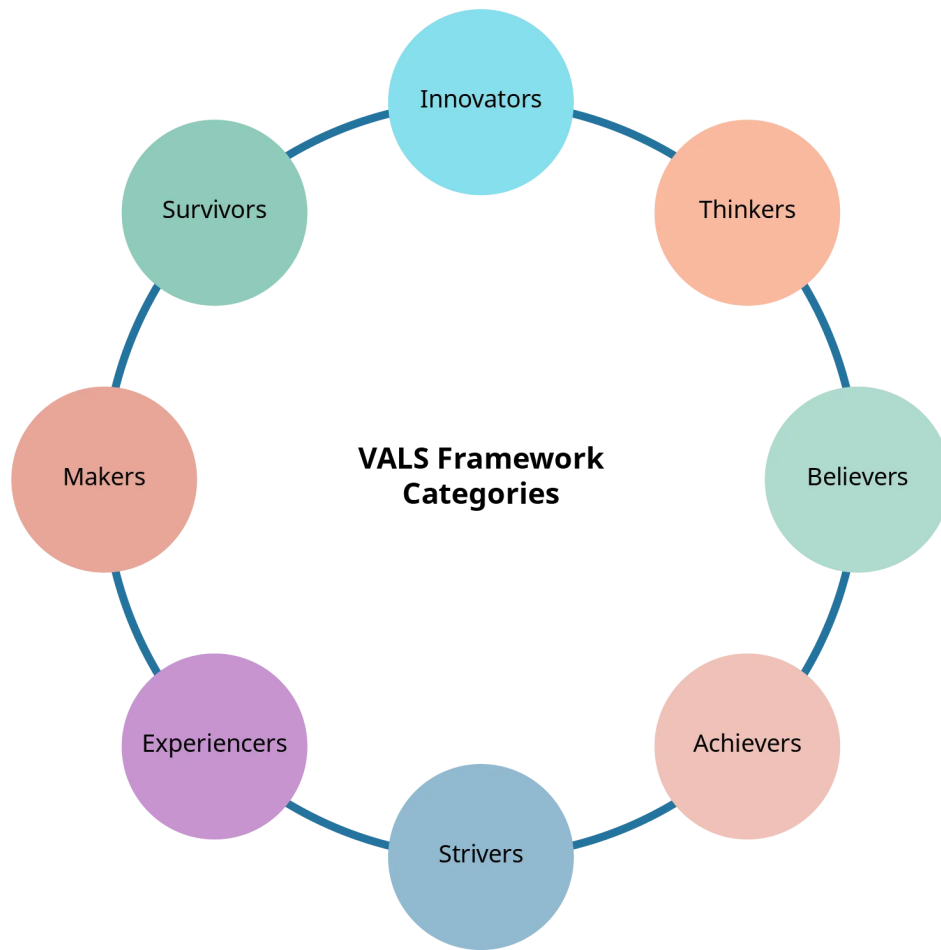 Innovators
Thinkers
Believers
Achievers
Strivers
Experiencers
Makers
Survivors
VALS Framework
Categories